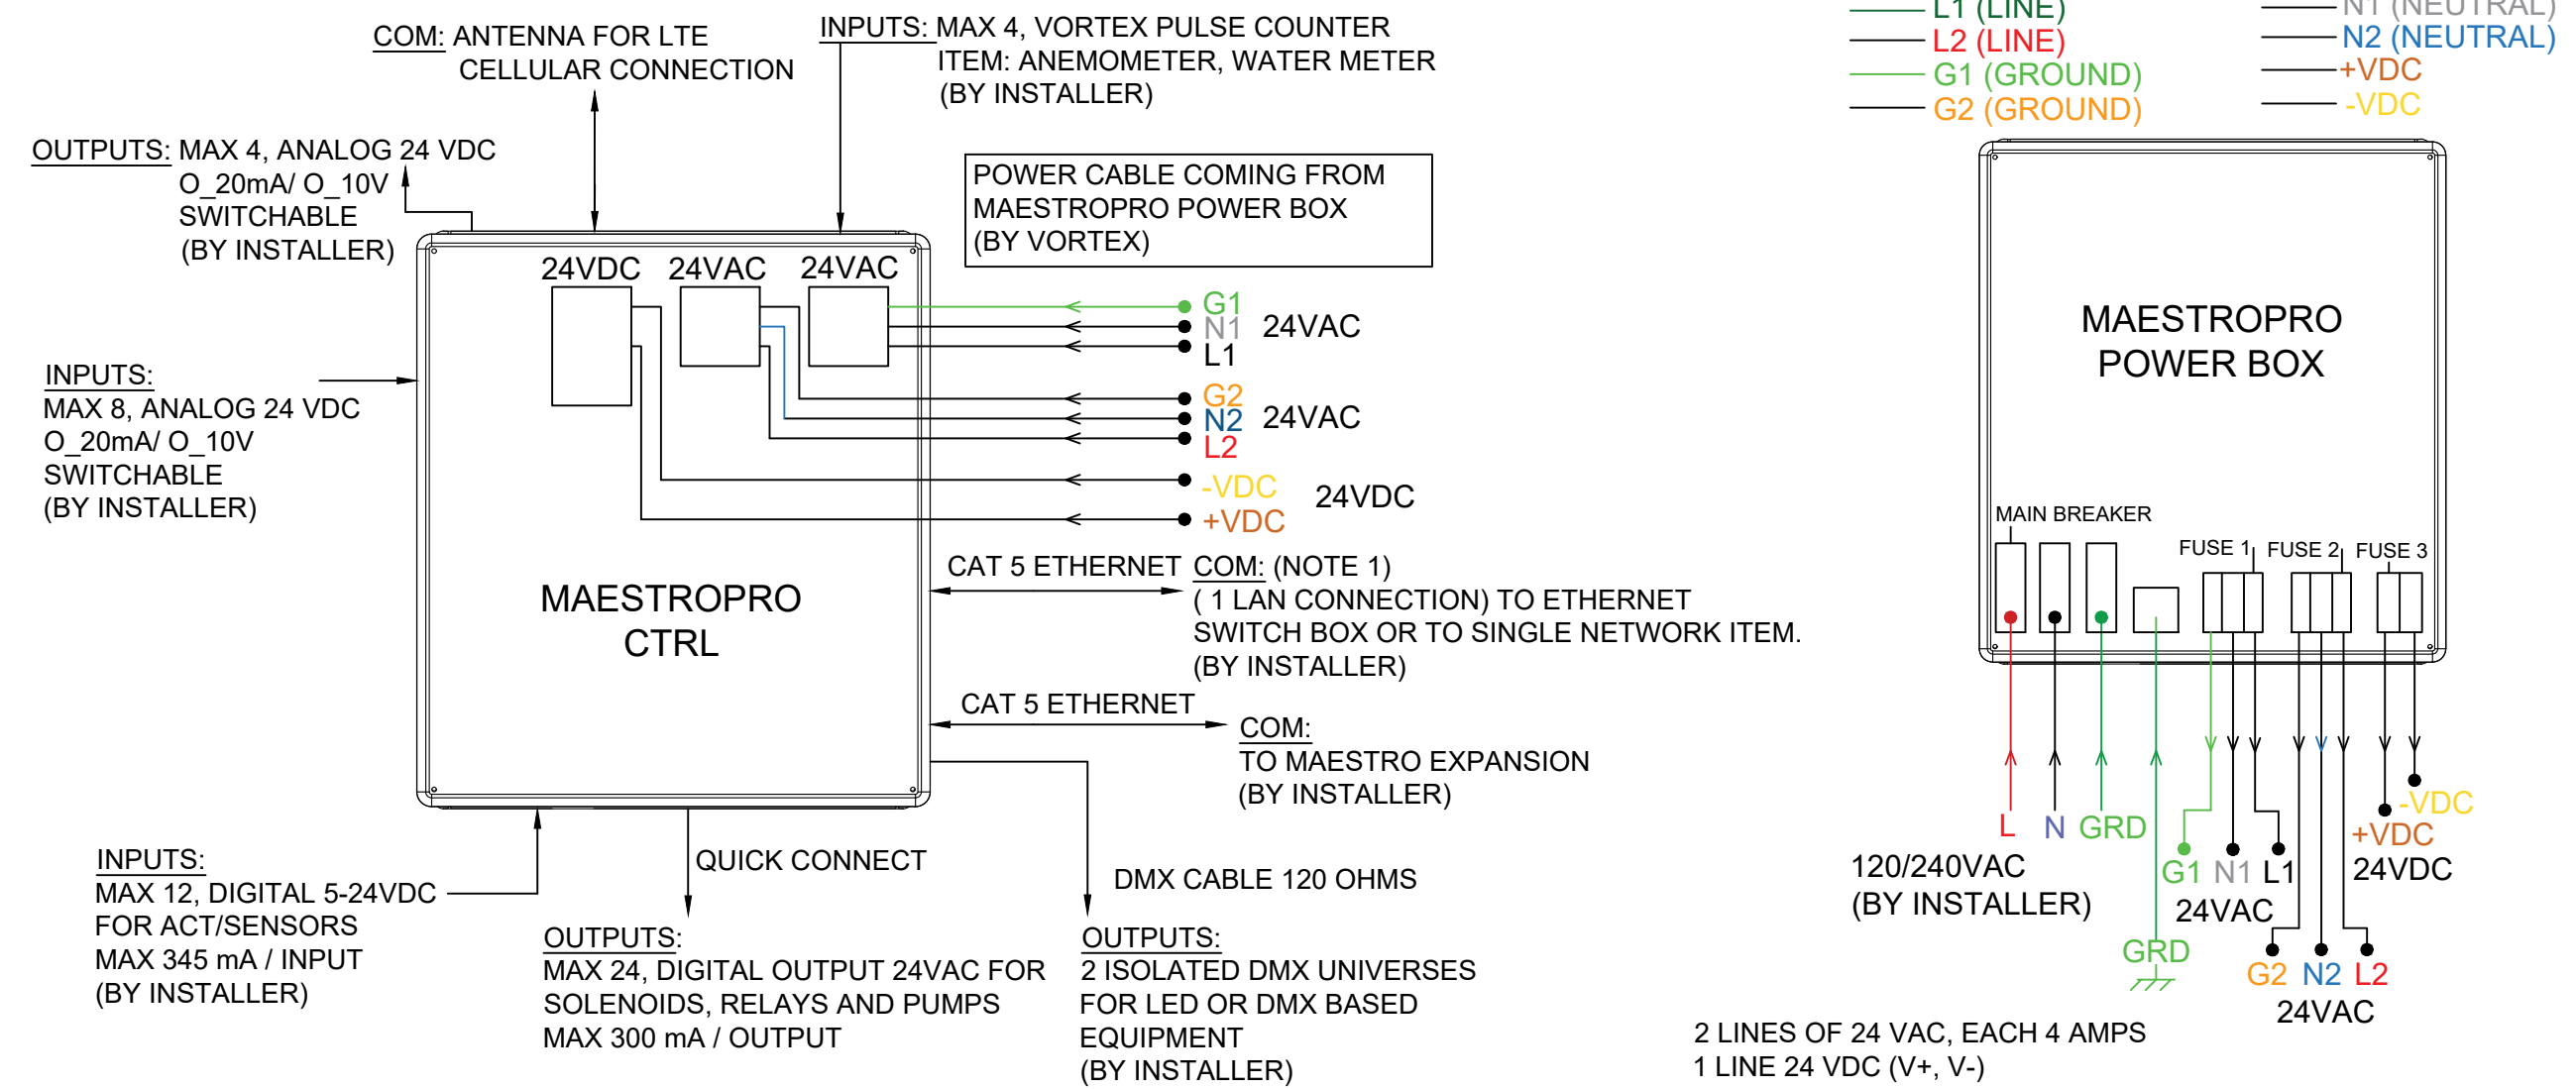 COM: ANTENNA FOR LTE
CELLULAR CONNECTION
INPUTS: MAX 4, VORTEX PULSE COUNTER
ITEM: ANEMOMETER, WATER METER
(BY INSTALLER)
L1 (LINE)
L2 (LINE)
G1 (GROUND)
G2 (GROUND)
N1 (NEUTRAL)
N2 (NEUTRAL)
+VDC
-VDC
OUTPUTS: MAX 4, ANALOG 24 VDC
O_20mA/ O_10V
SWITCHABLE
(BY INSTALLER)
POWER CABLE COMING FROM
MAESTROPRO POWER BOX
(BY VORTEX)
24VDC
24VAC
24VAC
G1
N1
L1
24VAC
G2
N2
L2
24VAC
-VDC
+VDC
24VDC
INPUTS:
MAX 8, ANALOG 24 VDC
O_20mA/ O_10V
SWITCHABLE
(BY INSTALLER)
MAESTROPRO
CTRL
CAT 5 ETHERNET
COM: (NOTE 1)
( 1 LAN CONNECTION) TO ETHERNET
SWITCH BOX OR TO SINGLE NETWORK ITEM.
(BY INSTALLER)
CAT 5 ETHERNET
COM:
TO MAESTRO EXPANSION
(BY INSTALLER)
INPUTS:
MAX 12, DIGITAL 5-24VDC
FOR ACT/SENSORS
MAX 345 mA / INPUT
(BY INSTALLER)
QUICK CONNECT
OUTPUTS:
MAX 24, DIGITAL OUTPUT 24VAC FOR
SOLENOIDS, RELAYS AND PUMPS
MAX 300 mA / OUTPUT
DMX CABLE 120 OHMS
OUTPUTS:
2 ISOLATED DMX UNIVERSES
FOR LED OR DMX BASED
EQUIPMENT
(BY INSTALLER)
MAESTROPRO
POWER BOX
MAIN BREAKER
FUSE 1
FUSE 2
FUSE 3
L
N
GRD
120/240VAC
(BY INSTALLER)
GRD
G1
N1
L1
24VAC
G2
N2
L2
24VAC
-VDC
+VDC
24VDC
2 LINES OF 24 VAC, EACH 4 AMPS
1 LINE 24 VDC (V+, V-)